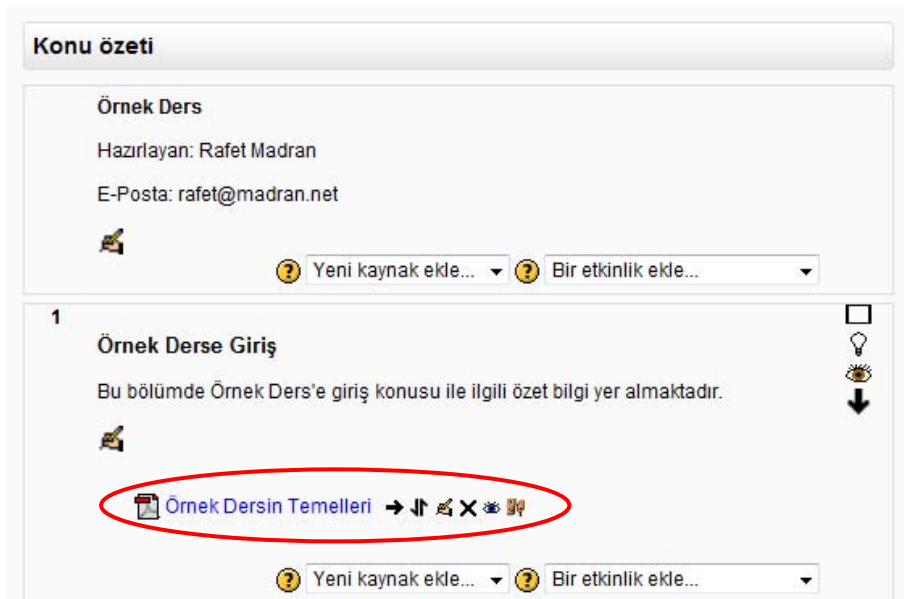 Konu özeti
Örnek Ders
Hazırlayan: Rafet Madran
E-Posta: rafet@madran.net
Yeni kaynak ekle... Bir etkinlik ekle...
1
Örnek Derse Giriş
Bu bölümde Örnek Ders'e giriş konusu ile ilgili özet bilgi yer almaktadır.
Örnek Dersin Temelleri
Yeni kaynak ekle... Bir etkinlik ekle...